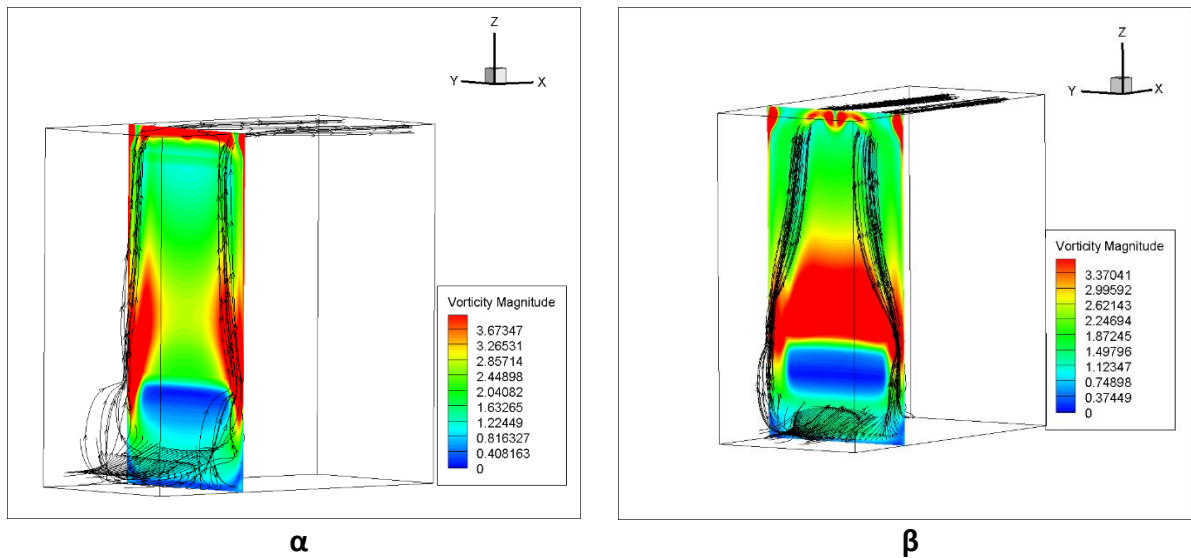 Z
Y
X
Vorticity Magnitude
3.67347
3.26531
2.85714
2.44898
2.04082
1.63265
1.22449
0.816327
0.408163
0
α
Z
Y
X
Vorticity Magnitude
3.37041
2.99592
2.62143
2.24694
1.87245
1.49796
1.12347
0.74898
0.37449
0
β